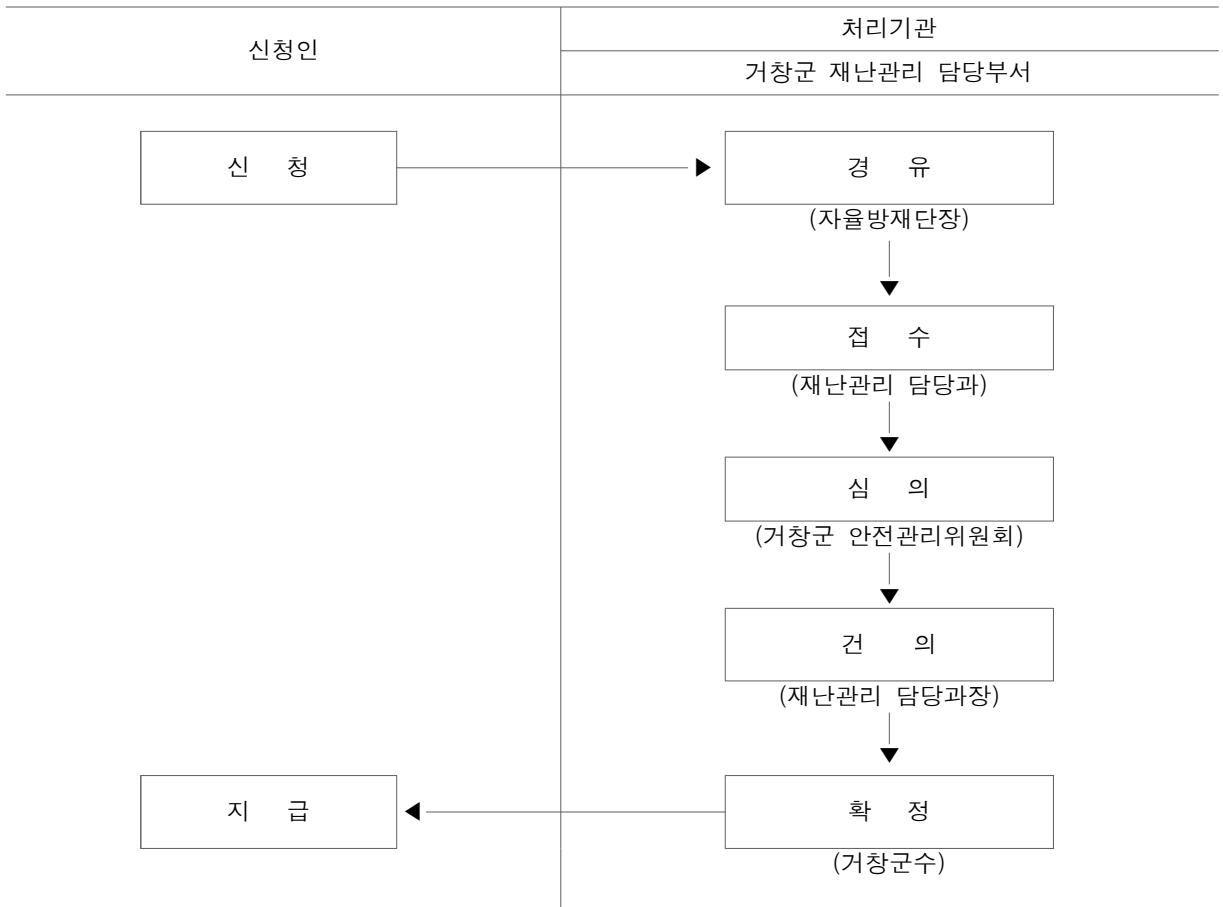 신청인
처리기관
거창군 재난관리 담당부서
신 청
경 유
(자율방재단장)
접 수
(재난관리 담당과)
심 의
(거창군 안전관리위원회)
건 의
(재난관리 담당과장)
지 급
확 정
(거창군수)